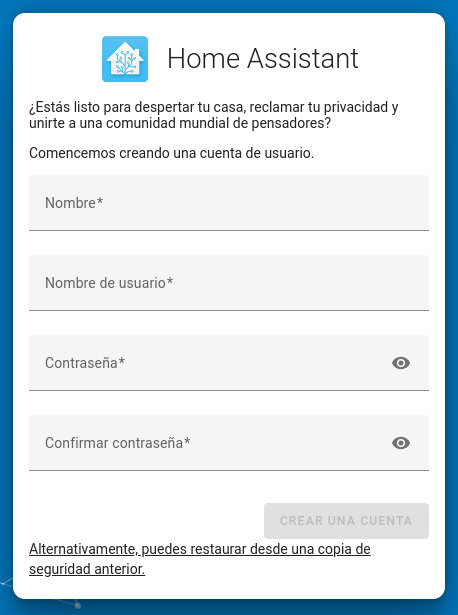 Home Assistant
¿Estás listo para despertar tu casa, reclamar tu privacidad y
unirte a una comunidad mundial de pensadores?
Comencemos creando una cuenta de usuario.
Nombre*
Nombre de usuario*
Contraseña*
Confirmar contraseña*
CREAR UNA CUENTA
Alternativamente, puedes restaurar desde una copia de
seguridad anterior.